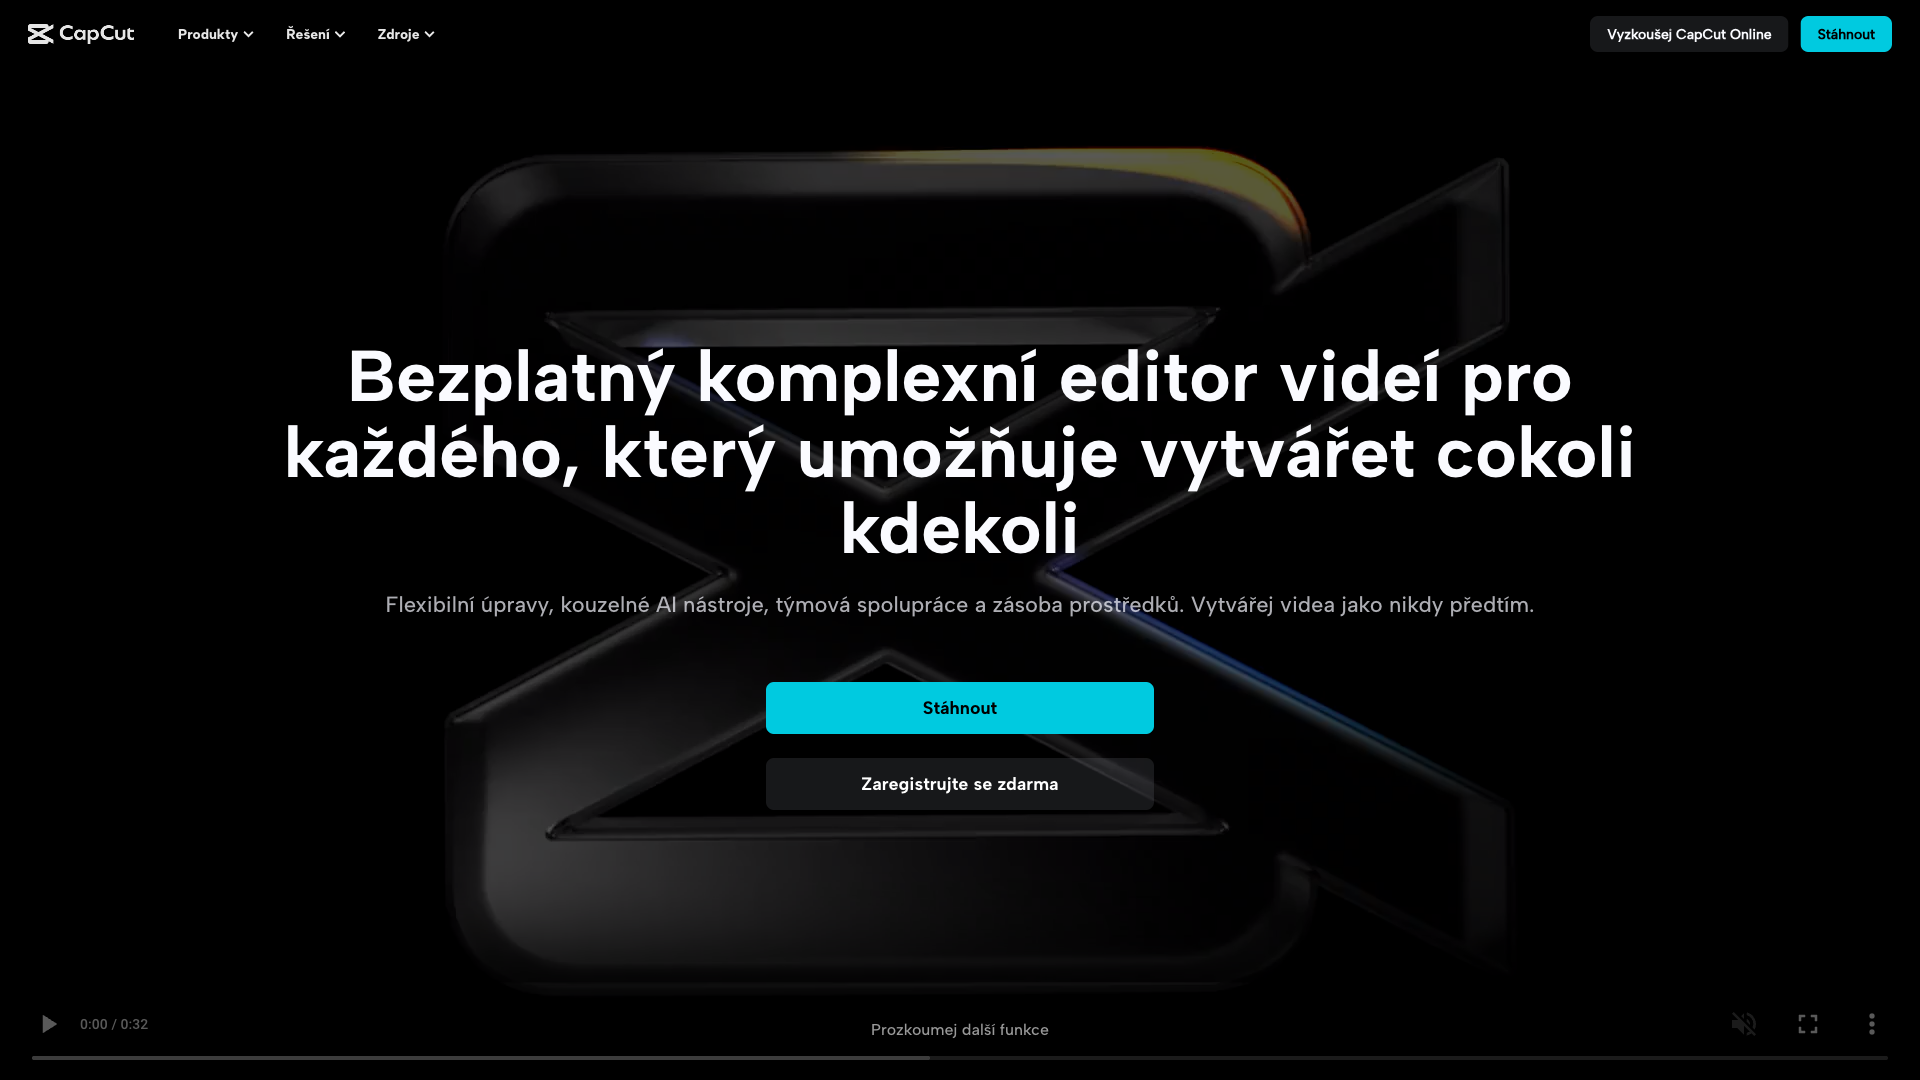 CapCut
Produkty
Řešení
Zdroje
Vyzkoušej CapCut Online
Stáhnout
Bezplatný komplexní editor videí pro
každého, který umožňuje vytvářet cokoli
kdekoli
Flexibilní úpravy, kouzelné AI nástroje, týmová spolupráce a zásoba prostředků. Vytvářej videa jako nikdy předtím.
Stáhnout
Zaregistrujte se zdarma
0:00 / 0:32
Prozkoumej další funkce